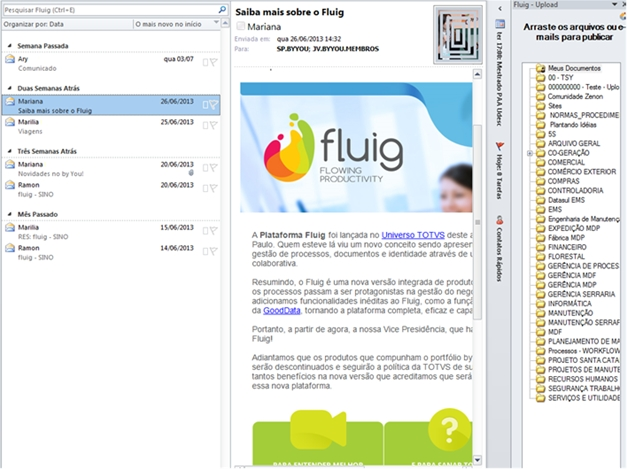 Pesquisar Fluig (Ctrl+E)
Organizar por: Data
O mais novo no início
Semana Passada
Ary
qua 03/07
Comunicado
Duas Semanas Atrás
Mariana
26/06/2013
Saiba mais sobre o Fluig
Marilia
25/06/2013
Viagens
Três Semanas Atrás
Mariana
20/06/2013
Novidades no by You!
Ramon
20/06/2013
fluig - SINO
Mês Passado
Marilia
15/06/2013
RES: fluig - SINO
Ramon
14/06/2013
fluig - SINO
Saiba mais sobre o Fluig
Mariana
Enviada em: qua 26/06/2013 14:32
Para: SP.BYYOU; JV.BYYOU.MEMBROS
fluig
FLOWING
PRODUCTIVITY
A Plataforma Fluig foi lançada no Universo TOTVS deste a
Paulo. Quem esteve lá viu um novo conceito sendo apresen
gestão de processos, documentos e identidade através de u
colaborativa.
Resumindo, o Fluig é uma nova versão integrada de produto
os processos passam a ser protagonistas na gestão do negó
adicionamos funcionalidades inéditas ao Fluig, como a funçã
da GoodData, tornando a plataforma completa, eficaz e capa
Portanto, a partir de agora, a nossa Vice Presidência, que ha
Fluig!
Adiantamos que os produtos que compunham o portfólio by
serão descontinuados e seguirão a política da TOTVS de su
tantos benefícios na nova versão que acreditamos que será
essa nova plataforma.
PARA ENTENDER MELHOR
E PARA SANAR TO
ter 17:00: Mestrado PAA Udesc
Hoje: 0 Tarefas
Contatos Rápidos
Fluig - Upload
Arraste os arquivos ou e-
mails para publicar
Meus Documentos
00 - TSY
000000000 - Teste - Uplo
Comunidade Zenon
Sites
NORMAS_PROCEDIME
Plantando Idéias
5S
ARQUIVO GERAL
CO-GERAÇÃO
COMERCIAL
COMÉRCIO EXTERIOR
COMPRAS
CONTROLADORIA
Datasul EMS
EMS
Engenharia de Manutenç
EXPEDIÇÃO MDP
Fábrica MDP
FINANCEIRO
FLORESTAL
GERÊNCIA DE PROCES
GERÊNCIA MDF
GERÊNCIA MDP
GERÊNCIA SERRARIA
INFORMÁTICA
MANUTENÇÃO
MANUTENÇÃO SERRAF
MDF
PLANEJAMENTO DE MA
Processos - WORKFLOW
PROJETO SANTA CATA
PROJETOS DE MANUTE
RECURSOS HUMANOS
SEGURANÇA TRABALH
SERVIÇOS E UTILIDADE